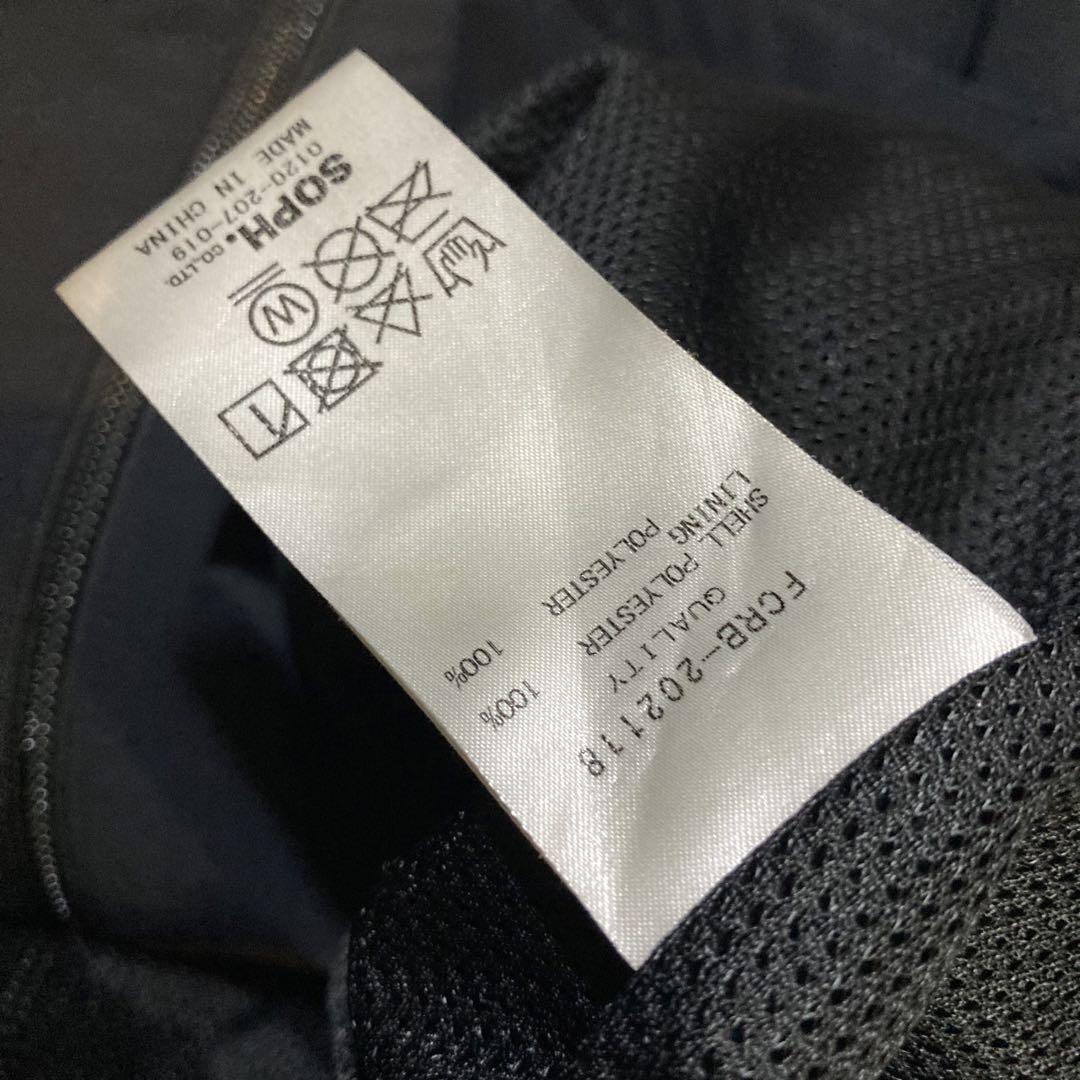 FCRB-202118
QUALITY
SHELL POLYESTER 100%
LINING POLYESTER 100%
W
SOPH. CO.,LTD.
0120-207-019
MADE IN CHINA